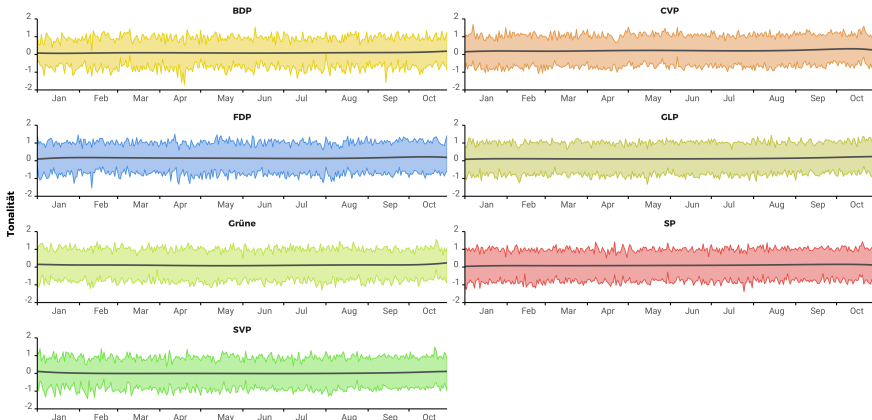 BDP CVP
2 2
1 1
0 0
-1 -1
-2 -2
Jan Feb Mar Apr May Jun Jul Aug Sep Oct Jan Feb Mar Apr May Jun Jul Aug Sep Oct
FDP GLP
2 2
1 1
0 0
-1 -1
-2 -2
Jan Feb Mar Apr May Jun Jul Aug Sep Oct Jan Feb Mar Apr May Jun Jul Aug Sep Oct
Tonalität
Grüne SP
2 2
1 1
0 0
-1 -1
-2 -2
Jan Feb Mar Apr May Jun Jul Aug Sep Oct Jan Feb Mar Apr May Jun Jul Aug Sep Oct
SVP
2
1
0
-1
-2
Jan Feb Mar Apr May Jun Jul Aug Sep Oct